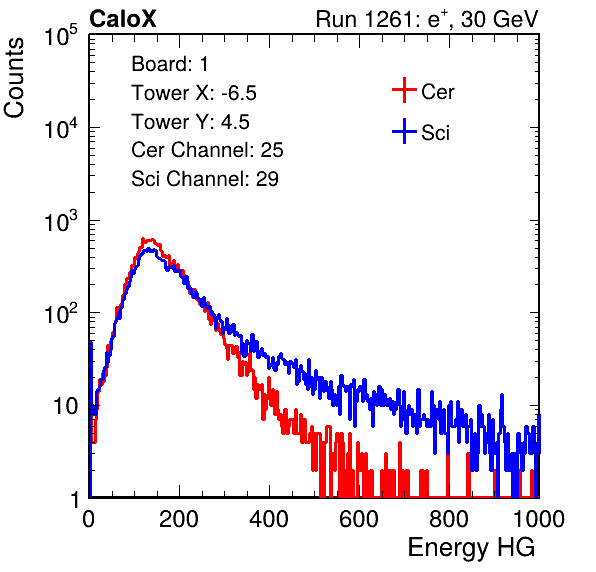 CaloX Run 1261: e⁺, 30 GeV
Counts
Board: 1
Tower X: -6.5
Tower Y: 4.5
Cer Channel: 25
Sci Channel: 29
Cer
Sci
10⁵
10⁴
10³
10²
10
1
0 200 400 600 800 1000
Energy HG